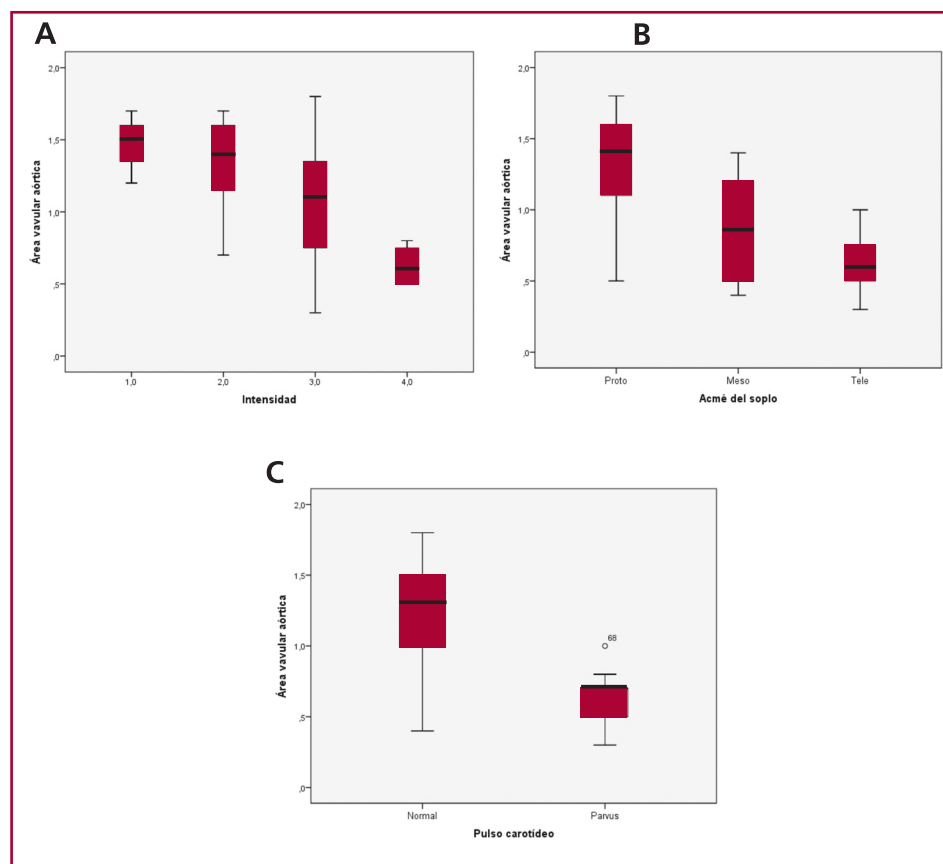 A
Área vavular aórtica
2,0
1,5
1,0
,5
,0
1,0 2,0 3,0 4,0
Intensidad
B
Área vavular aórtica
2,0
1,5
1,0
,5
,0
Proto Meso Tele
Acmé del soplo
C
Área vavular aórtica
2,0
1,5
1,0
,5
,0
68
Normal Parvus
Pulso carotídeo